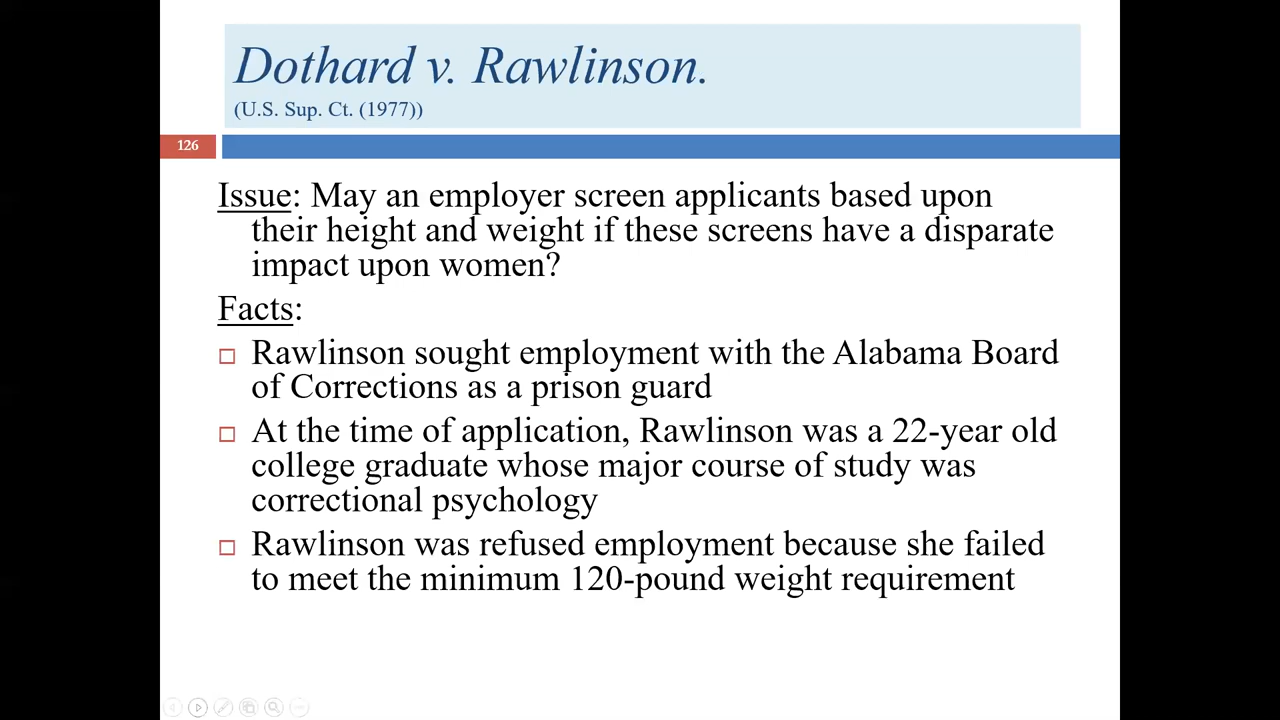 Dothard v. Rawlinson.
(U.S. Sup. Ct. (1977))
126
Issue: May an employer screen applicants based upon
their height and weight if these screens have a disparate
impact upon women?
Facts:
Rawlinson sought employment with the Alabama Board
of Corrections as a prison guard
At the time of application, Rawlinson was a 22-year old
college graduate whose major course of study was
correctional psychology
Rawlinson was refused employment because she failed
to meet the minimum 120-pound weight requirement